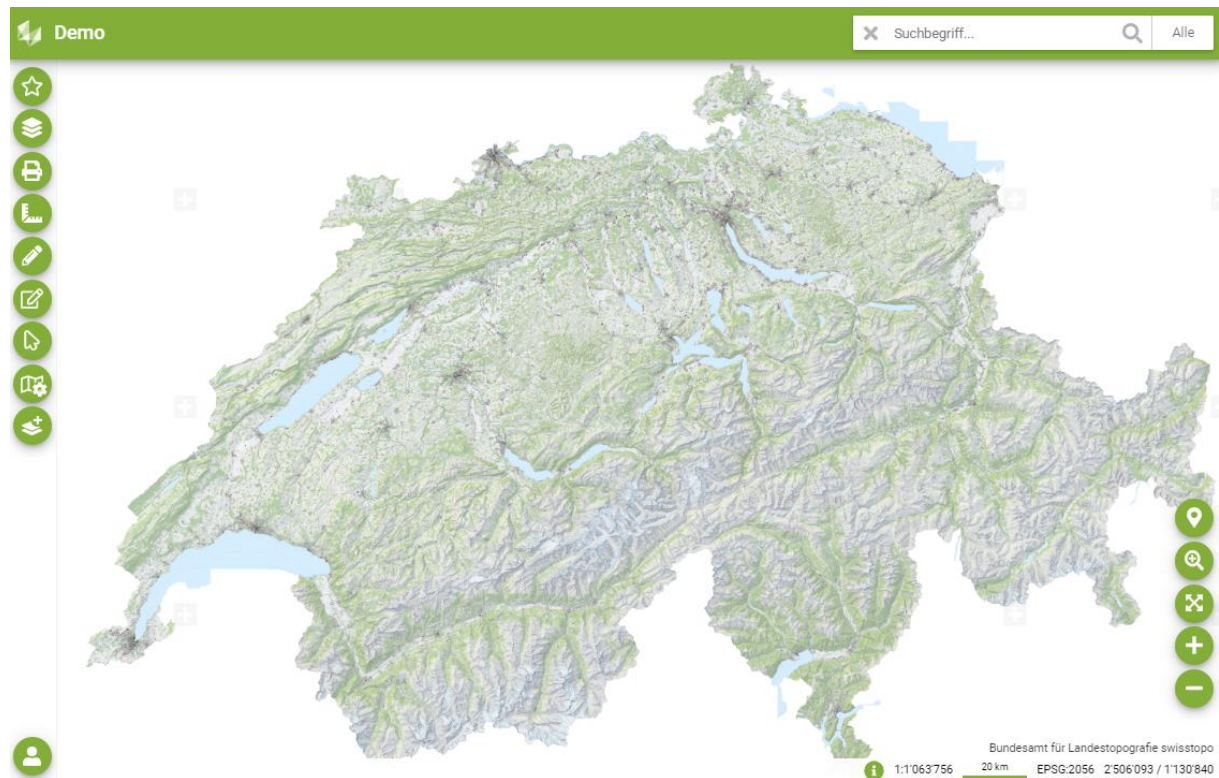 Demo
Suchbegriff...
Alle
Bundesamt für Landestopografie swisstopo
1:1'063'756 20 km EPSG:2056 2'506'093 / 1'130'840